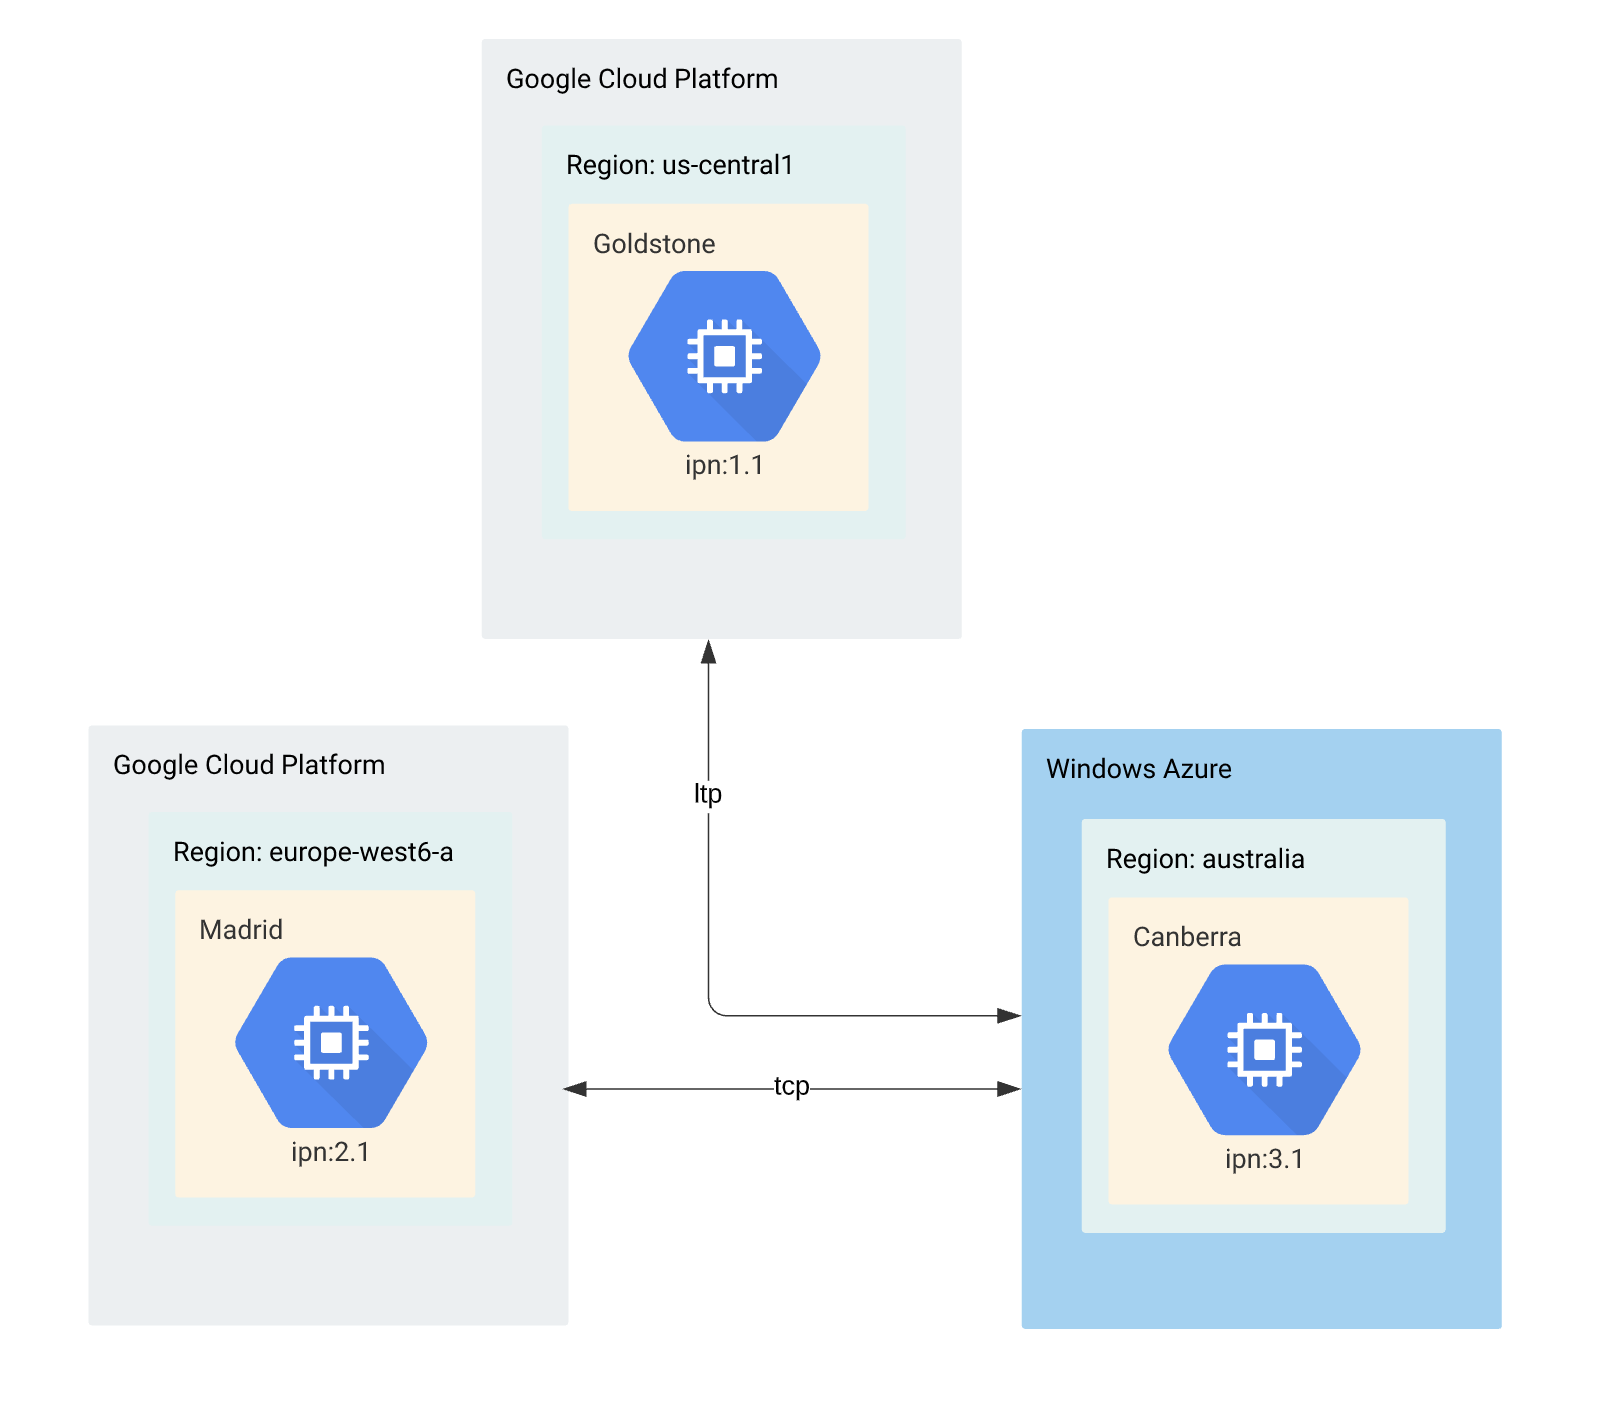 Google Cloud Platform
Region: us-central1
Goldstone
ipn:1.1
ltp
Google Cloud Platform
Region: europe-west6-a
Madrid
ipn:2.1
tcp
Windows Azure
Region: australia
Canberra
ipn:3.1